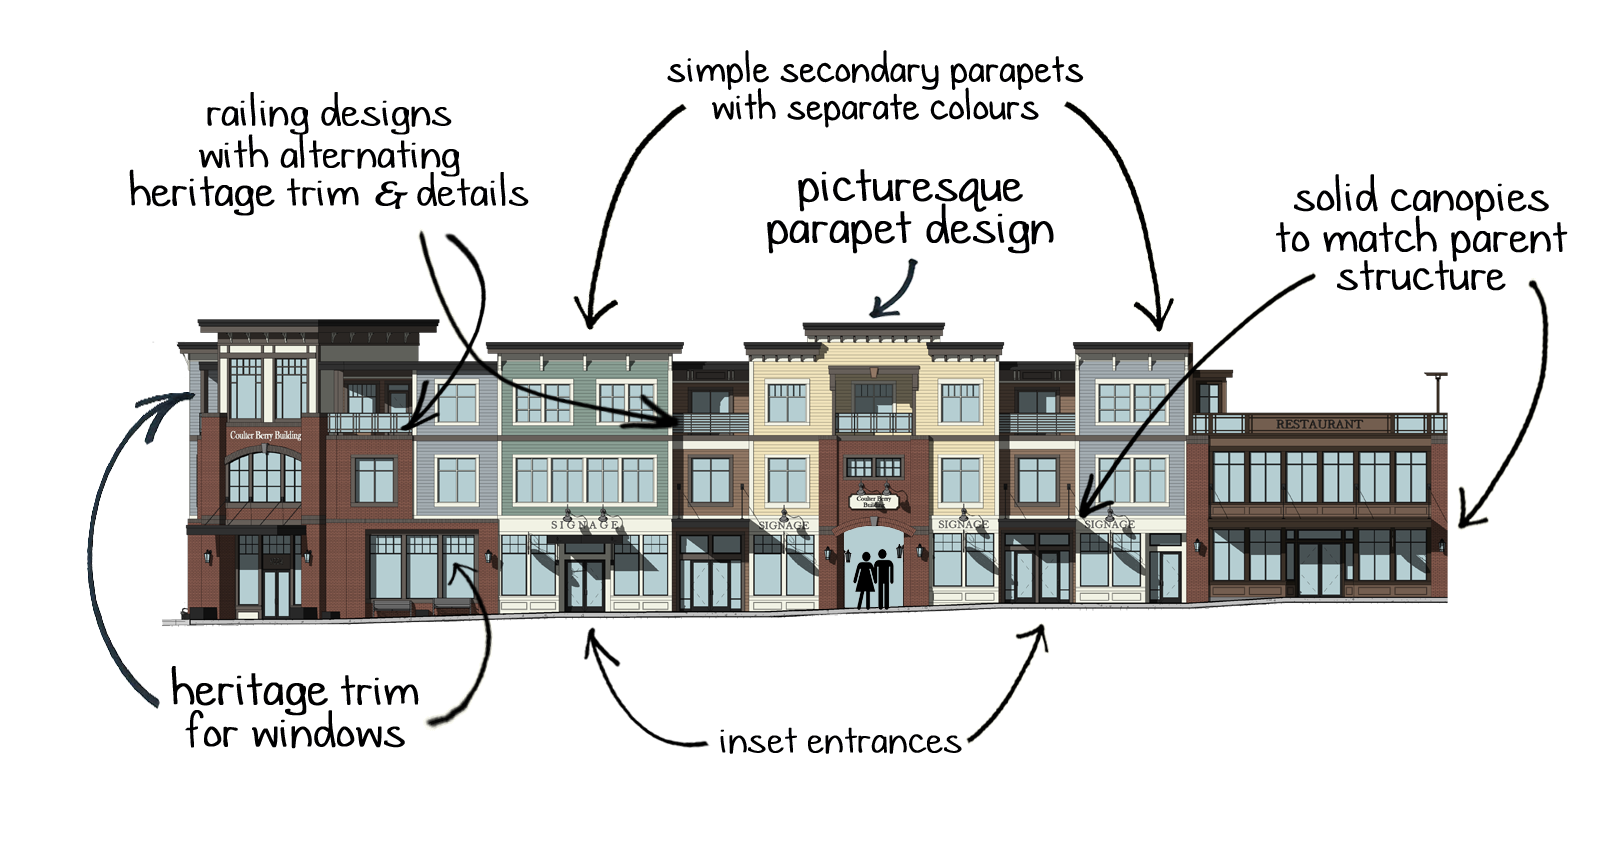 simple secondary parapets
with separate colours
railing designs
with alternating
heritage trim & details
picturesque
parapet design
solid canopies
to match parent
structure
Coulter Berry Building
RESTAURANT
Coulter Berry
Building
SIGNAGE
SIGNAGE
SIGNAGE
SIGNAGE
heritage trim
for windows
inset entrances